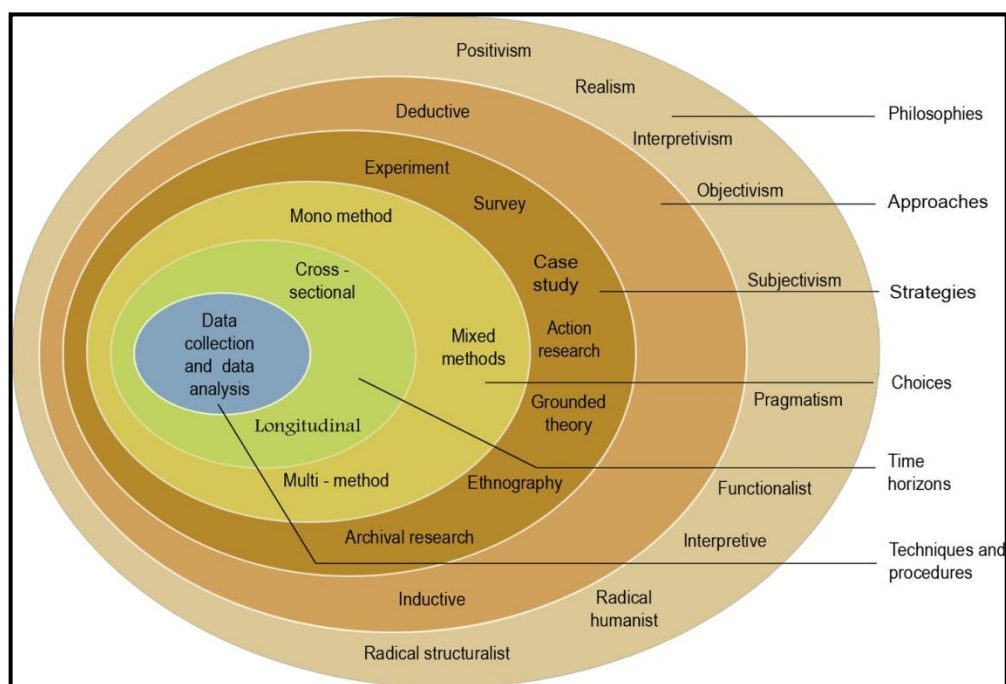 Positivism
Realism
Philosophies
Deductive
Interpretivism
Experiment
Objectivism
Approaches
Survey
Mono method
Cross -
sectional
Case
study
Subjectivism
Strategies
Data
collection
and data
analysis
Mixed
methods
Action
research
Choices
Grounded
theory
Pragmatism
Longitudinal
Time
horizons
Multi - method
Ethnography
Functionalist
Archival research
Interpretive
Techniques and
procedures
Inductive
Radical
humanist
Radical structuralist